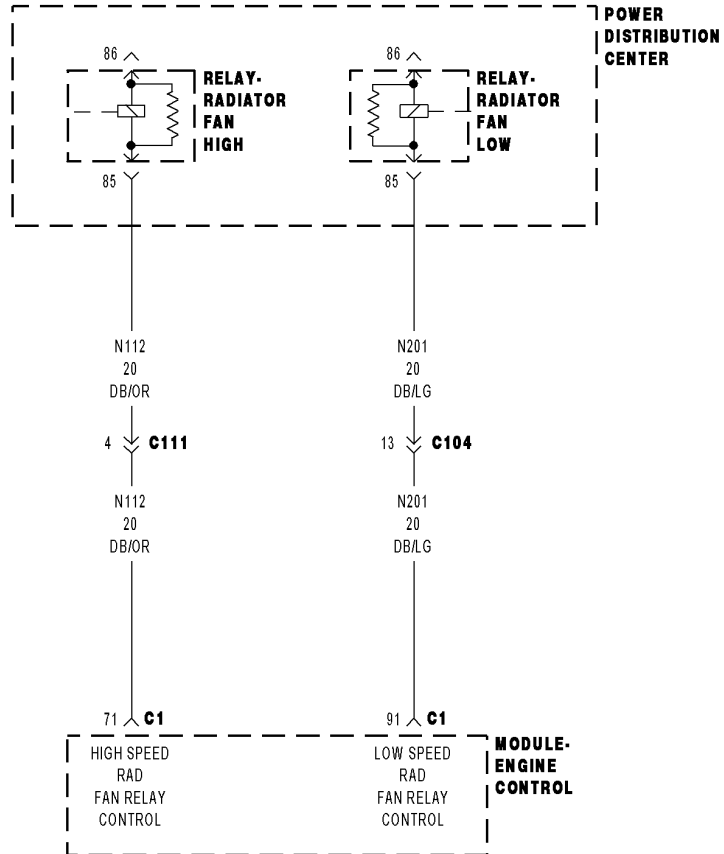 POWER
DISTRIBUTION
CENTER
86
86
RELAY-
RADIATOR
FAN
HIGH
RELAY-
RADIATOR
FAN
LOW
85
85
N112
20
DB/OR
N201
20
DB/LG
4 C111
13 C104
N112
20
DB/OR
N201
20
DB/LG
71 C1
91 C1
MODULE-
ENGINE
CONTROL
HIGH SPEED
RAD
FAN RELAY
CONTROL
LOW SPEED
RAD
FAN RELAY
CONTROL